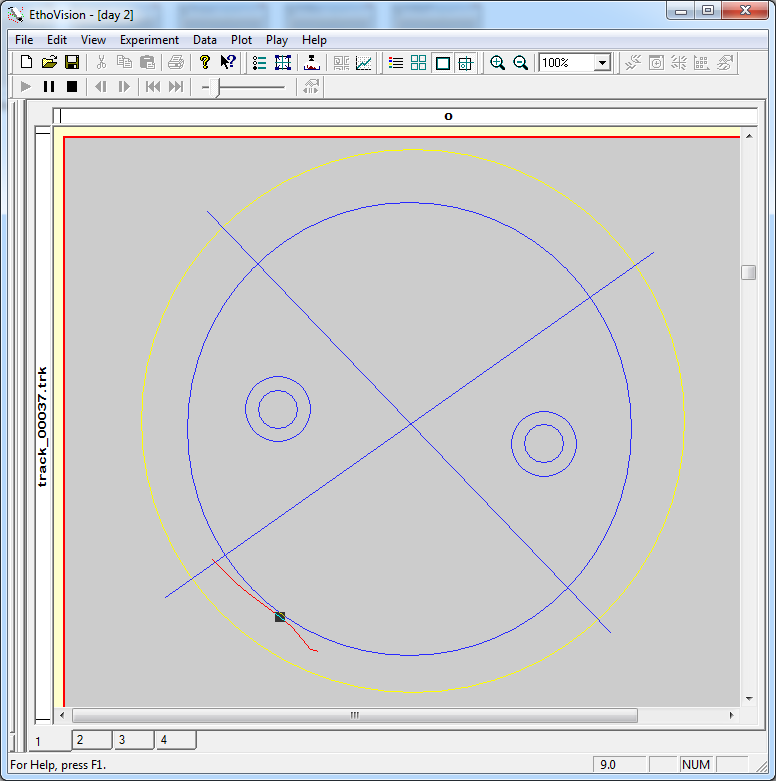 EthoVision - [day 2]
File Edit View Experiment Data Plot Play Help
100%
o
track_00037.trk
1 2 3 4
For Help, press F1. 9.0 NUM